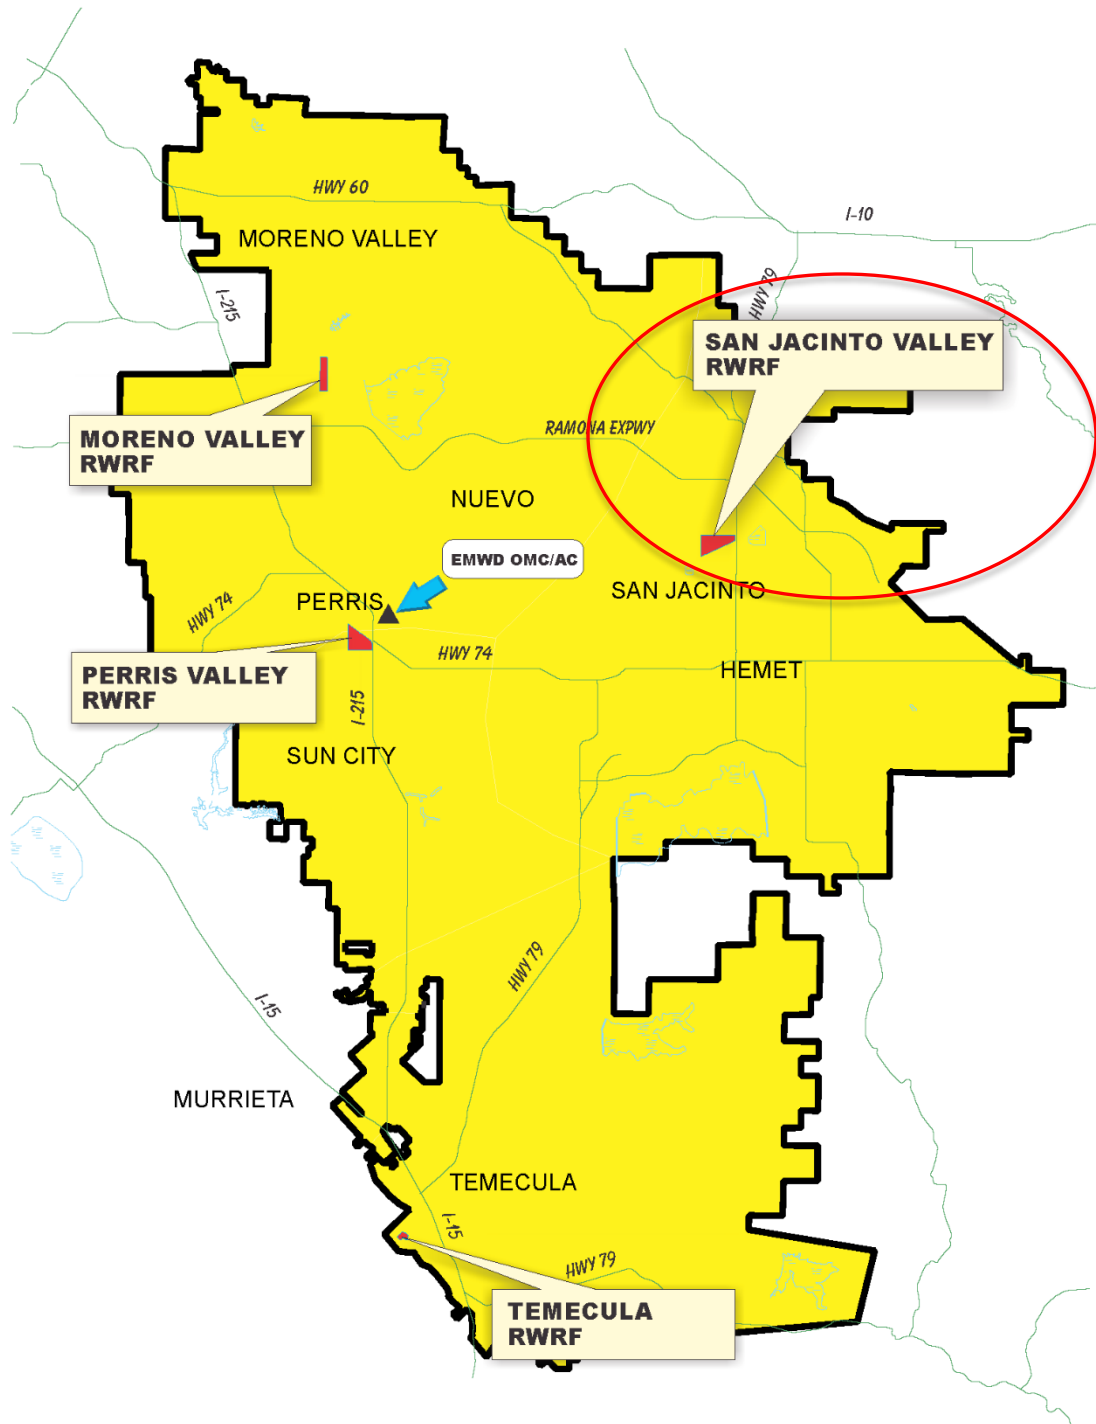 HWY 60
I-10
MORENO VALLEY
I-215
HWY 79
SAN JACINTO VALLEY
RWRF
MORENO VALLEY
RWRF
RAMONA EXPWY
NUEVO
EMWD OMC/AC
SAN JACINTO
HWY 74
PERRIS
HWY 74
HEMET
PERRIS VALLEY
RWRF
I-215
SUN CITY
HWY 79
I-15
MURRIETA
TEMECULA
I-15
HWY 79
TEMECULA
RWRF